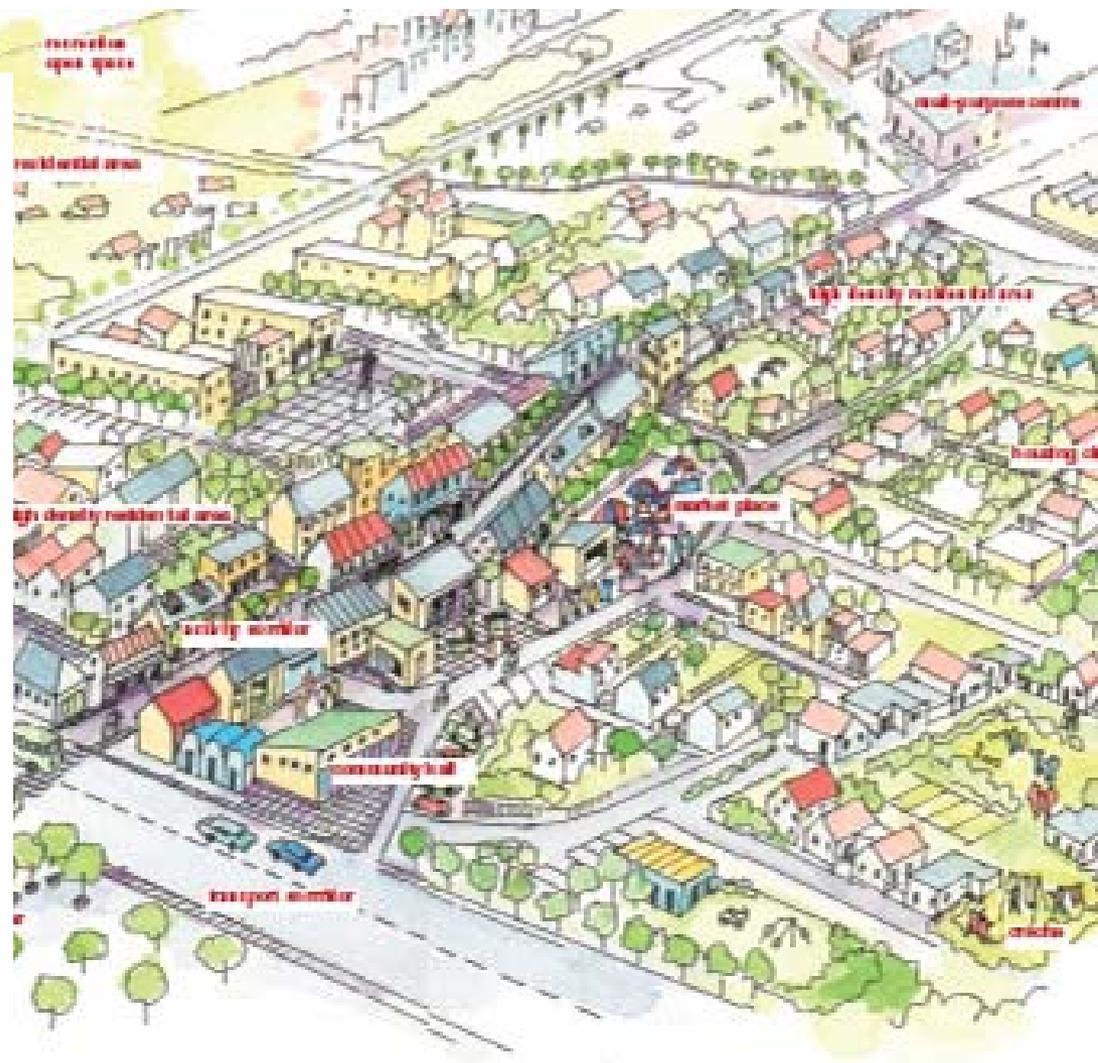 recreation
open space
multi-purpose centre
residential area
high density residential area
housing cl
market place
high density residential area
activity corridor
community hall
transport corridor
r
creche